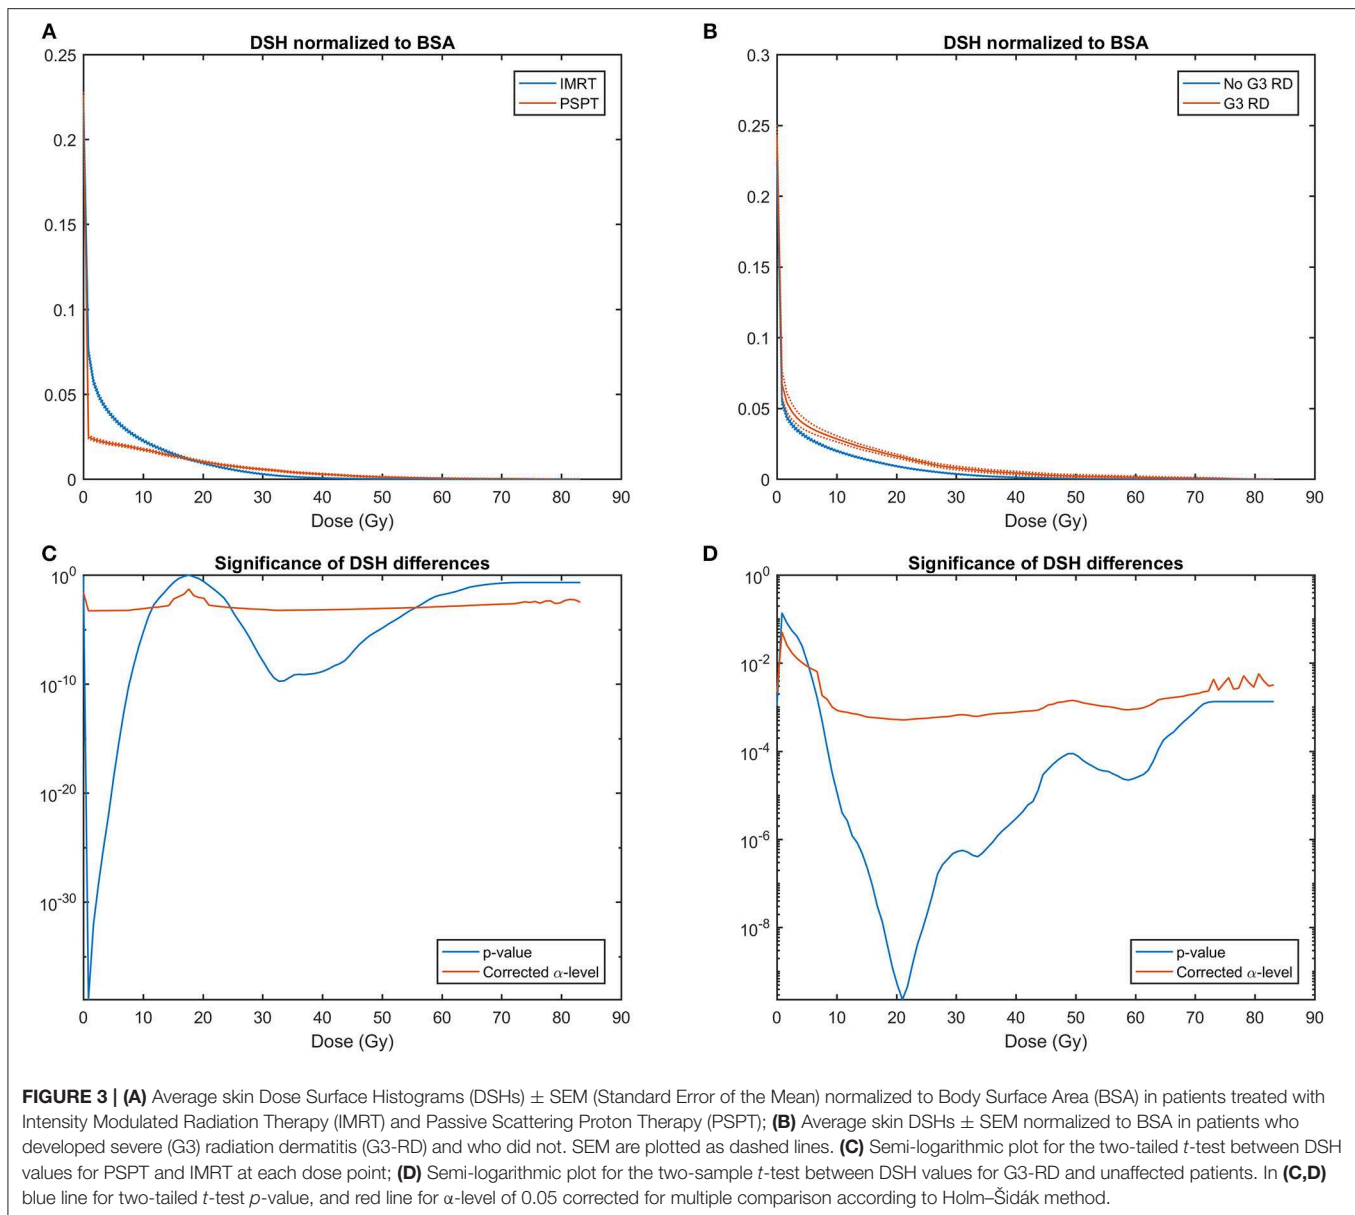 A
DSH normalized to BSA
0.25
0.2
0.15
0.1
0.05
0
0 10 20 30 40 50 60 70 80 90
Dose (Gy)
IMRT
PSPT
B
DSH normalized to BSA
0.3
0.25
0.2
0.15
0.1
0.05
0
0 10 20 30 40 50 60 70 80 90
Dose (Gy)
No G3 RD
G3 RD
C
Significance of DSH differences
10^0
10^-10
10^-20
10^-30
0 10 20 30 40 50 60 70 80 90
Dose (Gy)
p-value
Corrected α-level
D
Significance of DSH differences
10^0
10^-2
10^-4
10^-6
10^-8
0 10 20 30 40 50 60 70 80 90
Dose (Gy)
p-value
Corrected α-level
FIGURE 3 | (A) Average skin Dose Surface Histograms (DSHs) ± SEM (Standard Error of the Mean) normalized to Body Surface Area (BSA) in patients treated with
Intensity Modulated Radiation Therapy (IMRT) and Passive Scattering Proton Therapy (PSPT); (B) Average skin DSHs ± SEM normalized to BSA in patients who
developed severe (G3) radiation dermatitis (G3-RD) and who did not. SEM are plotted as dashed lines. (C) Semi-logarithmic plot for the two-tailed t-test between DSH
values for PSPT and IMRT at each dose point; (D) Semi-logarithmic plot for the two-sample t-test between DSH values for G3-RD and unaffected patients. In (C,D)
blue line for two-tailed t-test p-value, and red line for α-level of 0.05 corrected for multiple comparison according to Holm–Šidák method.